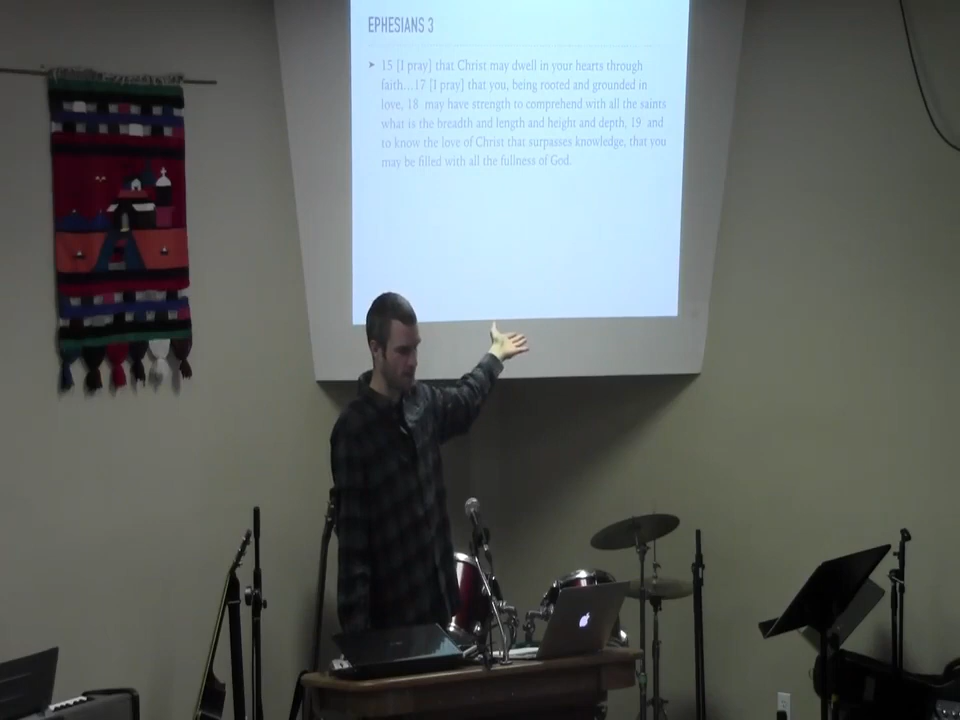 EPHESIANS 3
➤ 15 [I pray] that Christ may dwell in your hearts through
faith...17 [I pray] that you, being rooted and grounded in
love, 18 may have strength to comprehend with all the saints
what is the breadth and length and height and depth, 19 and
to know the love of Christ that surpasses knowledge, that you
may be filled with all the fullness of God.